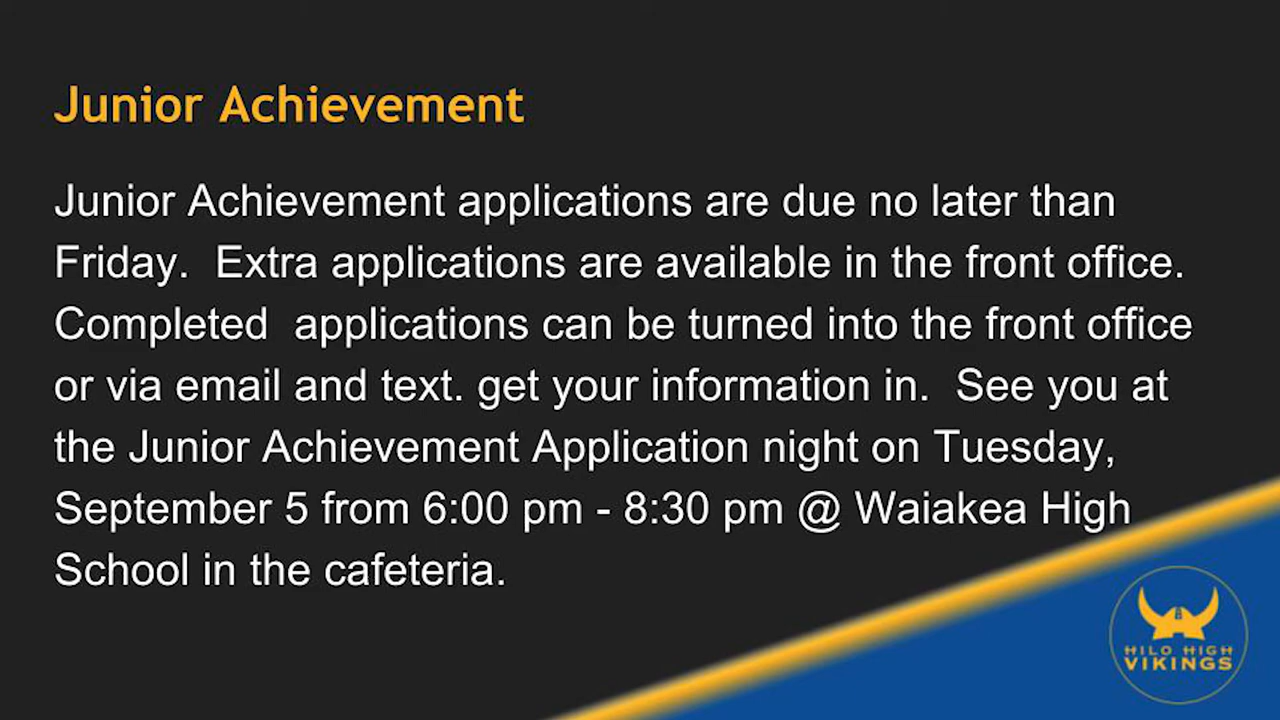 Junior Achievement
Junior Achievement applications are due no later than
Friday.  Extra applications are available in the front office.
Completed  applications can be turned into the front office
or via email and text. get your information in.  See you at
the Junior Achievement Application night on Tuesday,
September 5 from 6:00 pm - 8:30 pm @ Waiakea High
School in the cafeteria.
HILO HIGH
VIKINGS